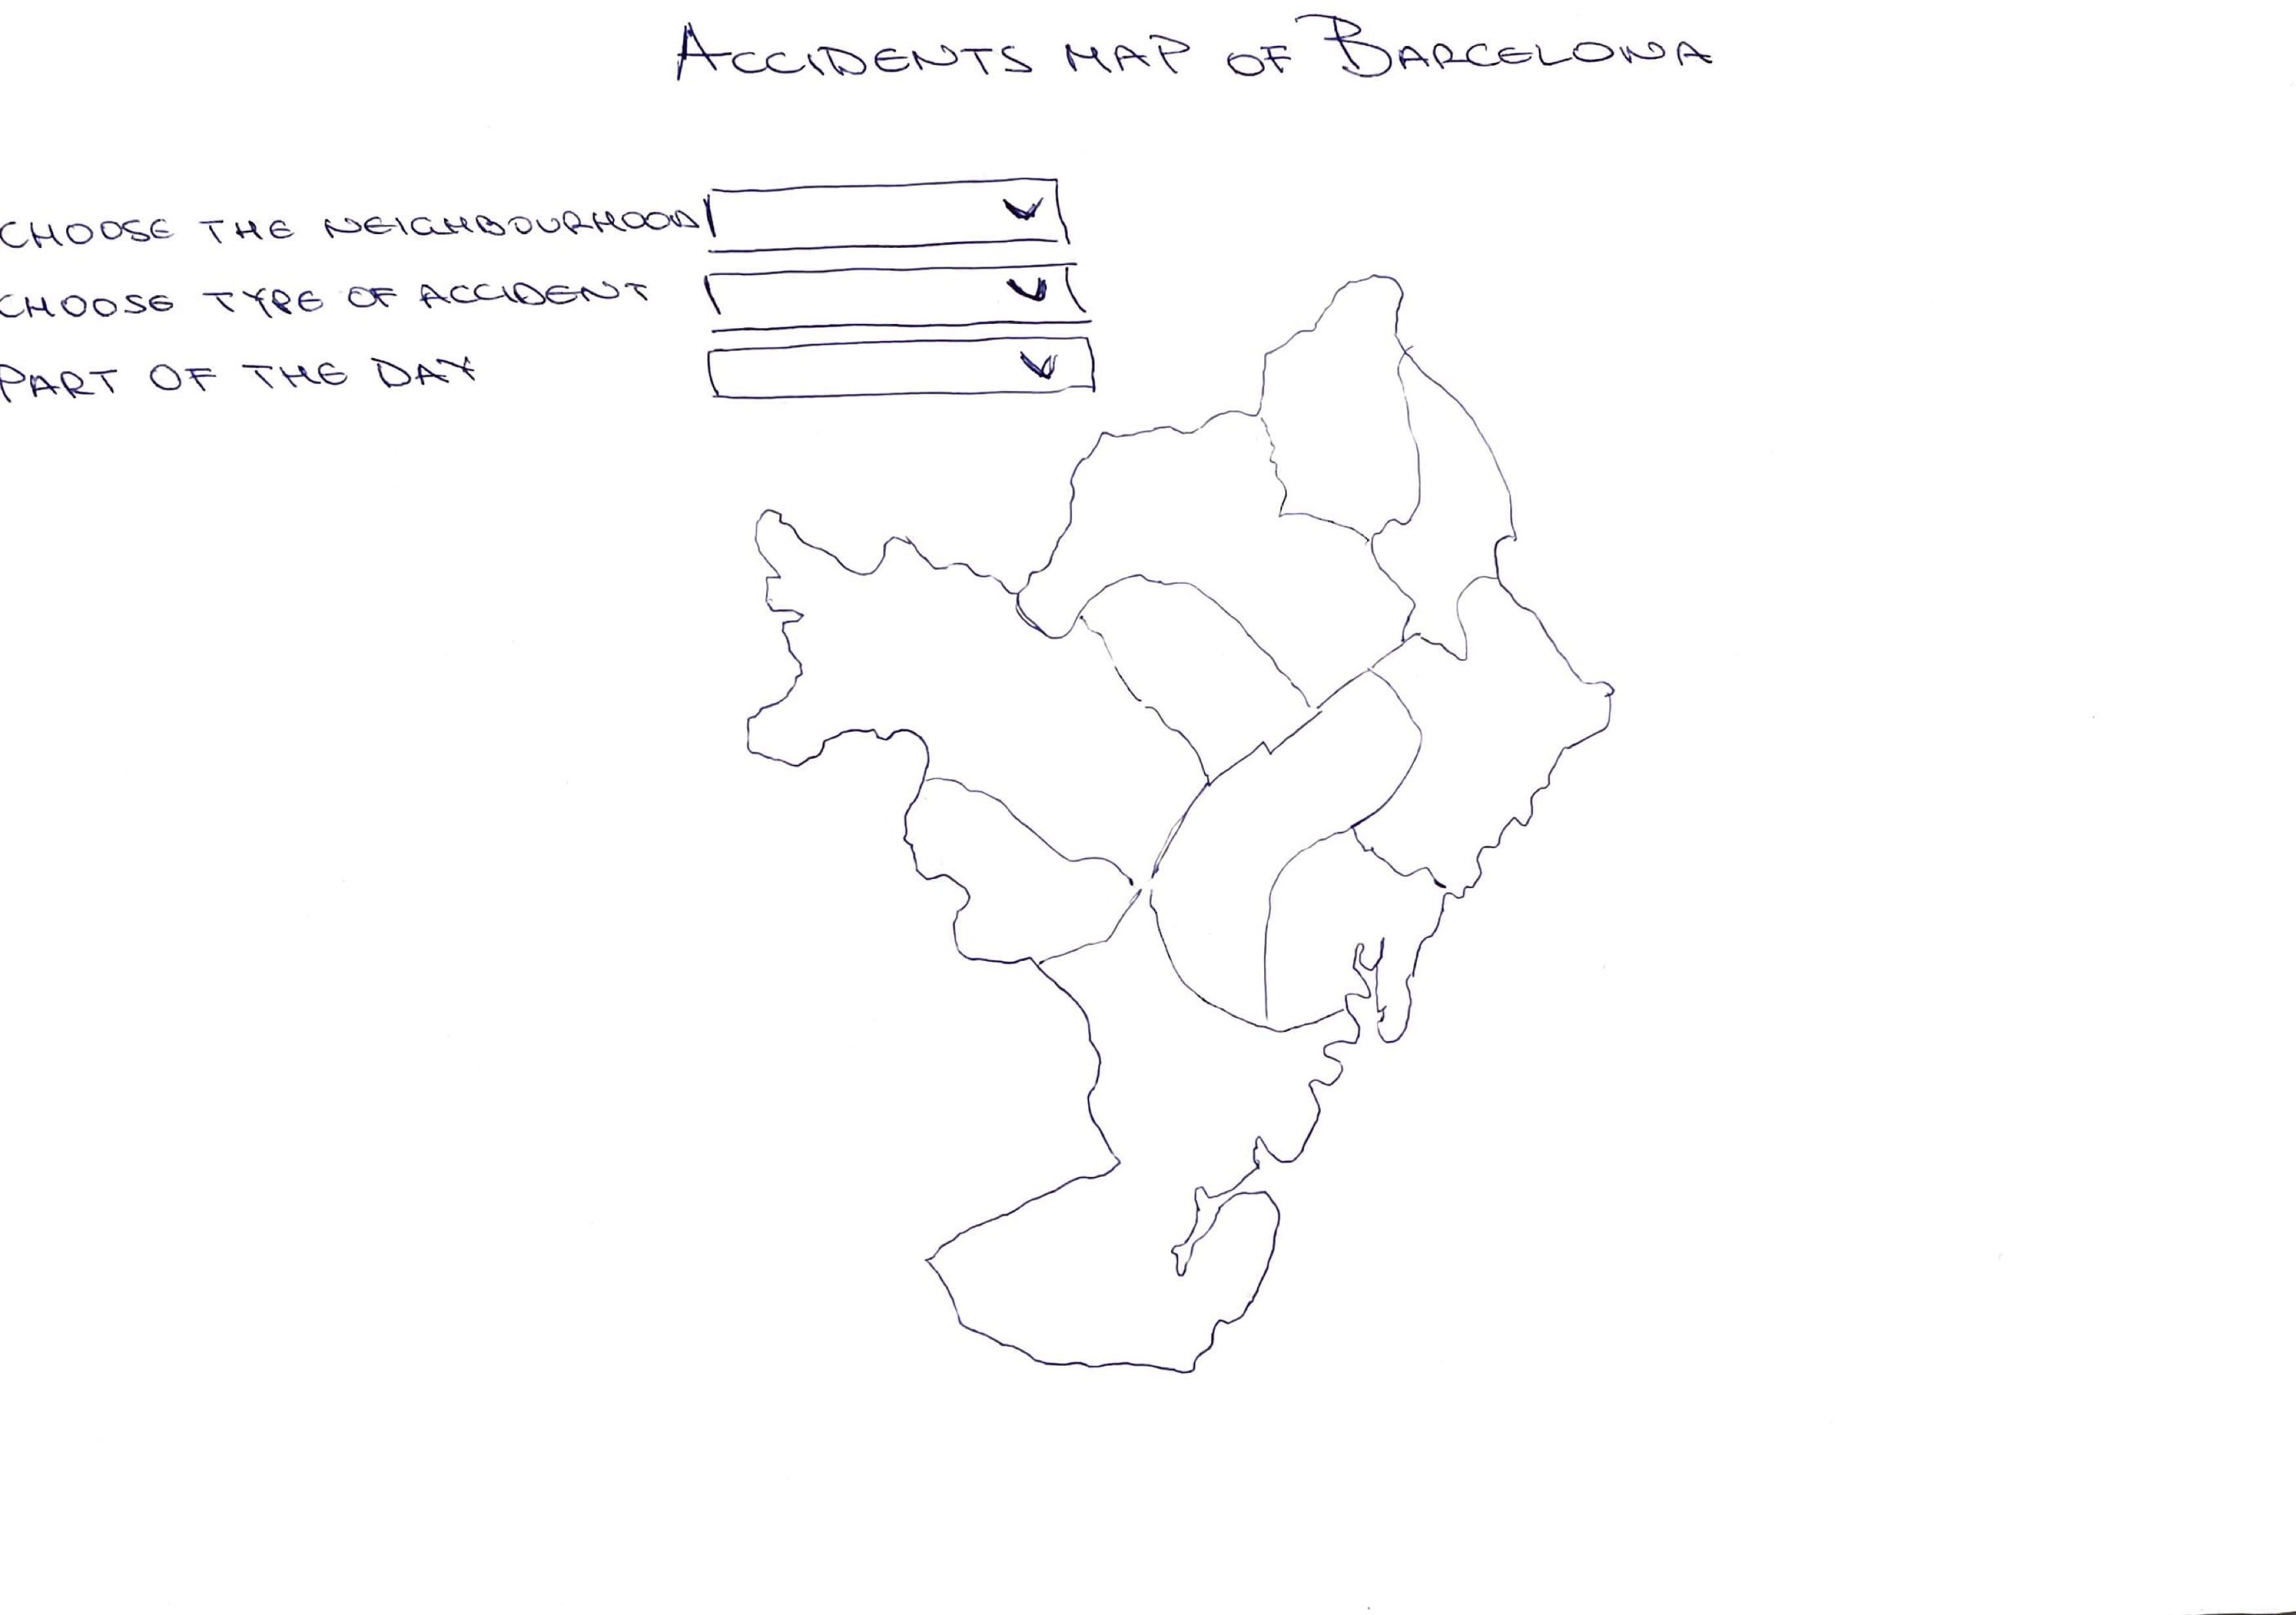 ACCIDENTS MAP OF BARCELONA
CHOOSE THE NEIGHBOURHOOD
CHOOSE TYPE OF ACCIDENT
PART OF THE DAY